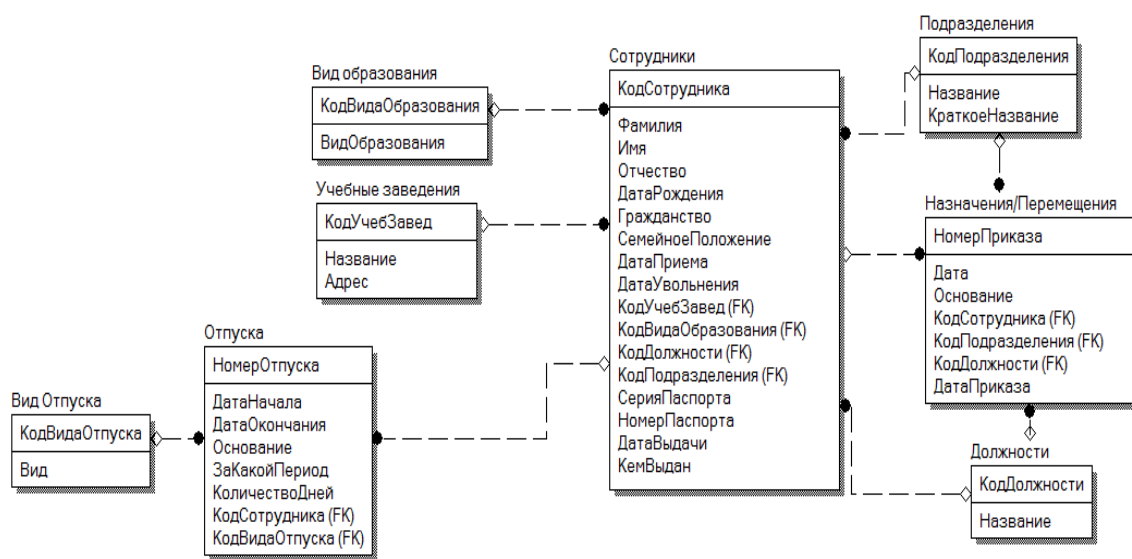 Вид образования
КодВидаОбразования
ВидОбразования
Учебные заведения
КодУчебЗавед
Название
Адрес
Отпуска
НомерОтпуска
ДатаНачала
ДатаОкончания
Основание
ЗаКакойПериод
КоличествоДней
КодСотрудника (FK)
КодВидаОтпуска (FK)
Вид Отпуска
КодВидаОтпуска
Вид
Сотрудники
КодСотрудника
Фамилия
Имя
Отчество
ДатаРождения
Гражданство
СемейноеПоложение
ДатаПриема
ДатаУвольнения
КодУчебЗавед (FK)
КодВидаОбразования (FK)
КодДолжности (FK)
КодПодразделения (FK)
СерияПаспорта
НомерПаспорта
ДатаВыдачи
КемВыдан
Подразделения
КодПодразделения
Название
КраткоеНазвание
Назначения/Перемещения
НомерПриказа
Дата
Основание
КодСотрудника (FK)
КодПодразделения (FK)
КодДолжности (FK)
ДатаПриказа
Должности
КодДолжности
Название